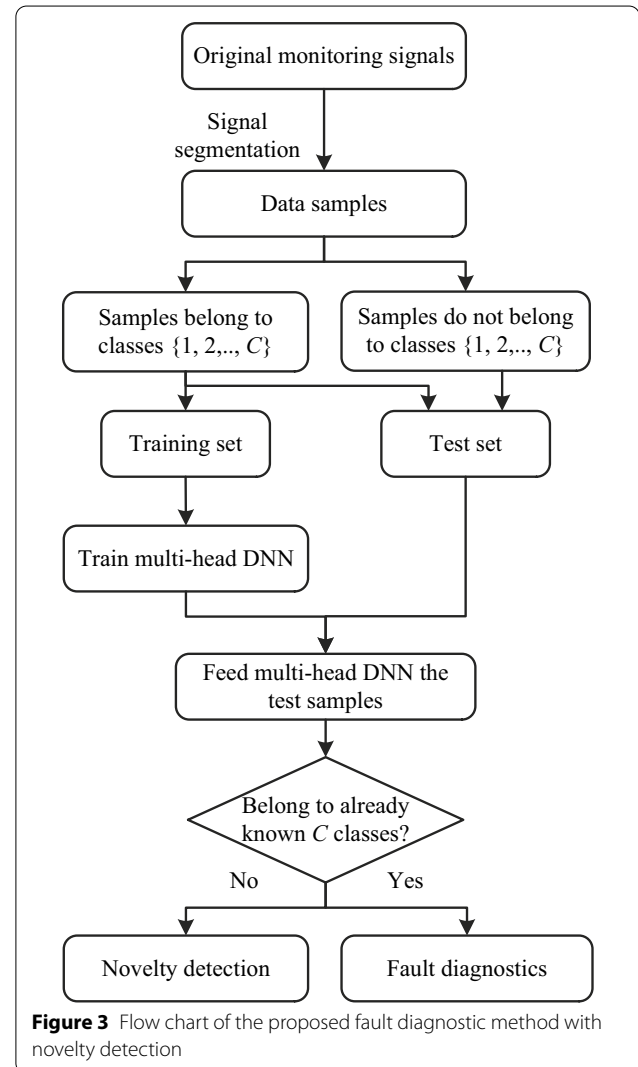 Original monitoring signals
Signal
segmentation
Data samples
Samples belong to
classes {1, 2,.., C}
Samples do not belong
to classes {1, 2,.., C}
Training set
Test set
Train multi-head DNN
Feed multi-head DNN the
test samples
Belong to already
known C classes?
No
Yes
Novelty detection
Fault diagnostics
Figure 3 Flow chart of the proposed fault diagnostic method with
novelty detection